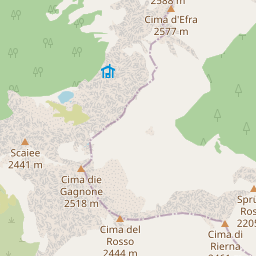 2588 m
Cima d'Efra
2577 m
Scaiee
2441 m
Cima die
Gagnone
2518 m
Cima del
Rosso
2444 m
Cima di
Rierna
Spru
Ros
2205